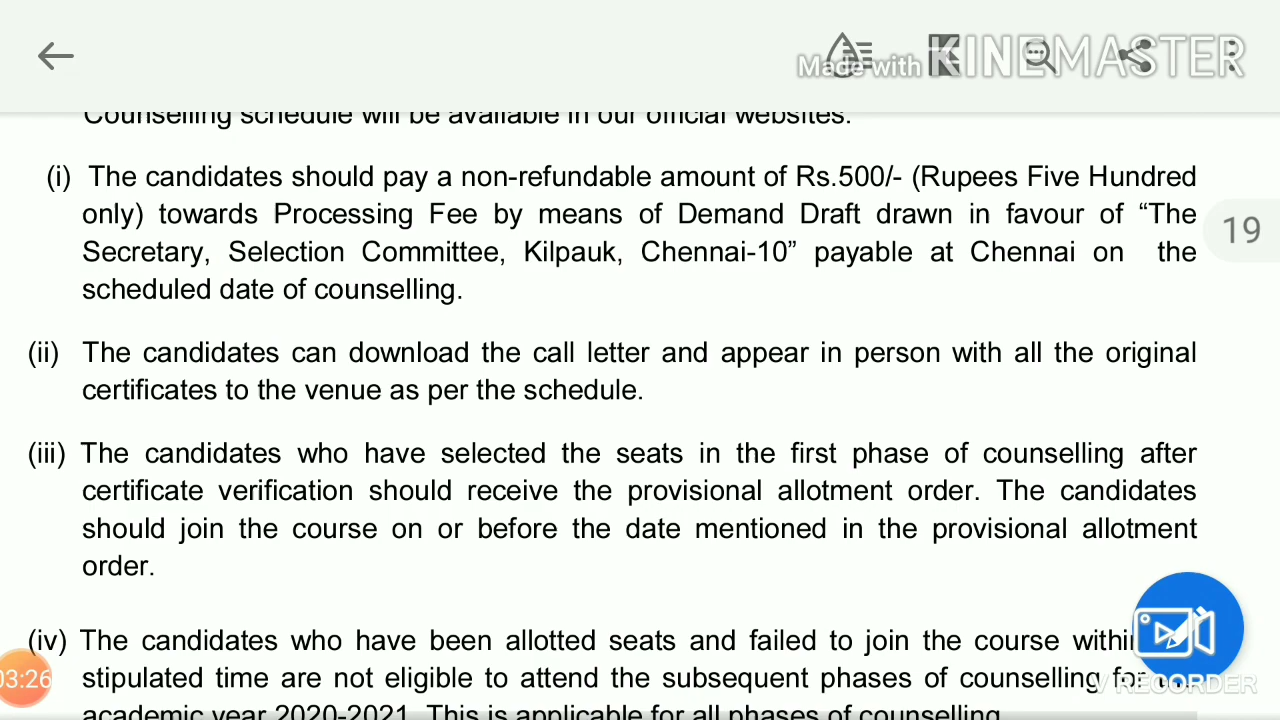 Made with KINEMASTER
Counselling schedule will be available in our official websites.
(i) The candidates should pay a non-refundable amount of Rs.500/- (Rupees Five Hundred
only) towards Processing Fee by means of Demand Draft drawn in favour of “The
19
Secretary, Selection Committee, Kilpauk, Chennai-10” payable at Chennai on the
scheduled date of counselling.
(ii) The candidates can download the call letter and appear in person with all the original
certificates to the venue as per the schedule.
(iii) The candidates who have selected the seats in the first phase of counselling after
certificate verification should receive the provisional allotment order. The candidates
should join the course on or before the date mentioned in the provisional allotment
order.
(iv) The candidates who have been allotted seats and failed to join the course within
03:26
stipulated time are not eligible to attend the subsequent phases of counselling for
V RECORDER
academic year 2020-2021. This is applicable for all phases of counselling.